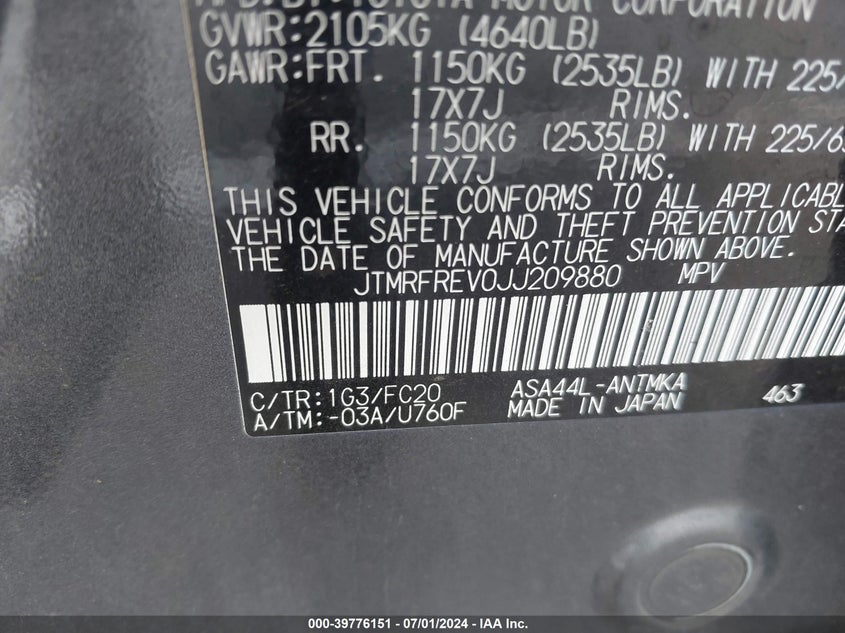 MOTOR CORPORATION
GVWR:2105KG (4640LB)
GAWR:FRT. 1150KG (2535LB) WITH 225/
17X7J RIMS.
RR. 1150KG (2535LB) WITH 225/65
17X7J RIMS.
THIS VEHICLE CONFORMS TO ALL APPLICABL
VEHICLE SAFETY AND THEFT PREVENTION STA
THE DATE OF MANUFACTURE SHOWN ABOVE.
JTMRFREV0JJ209880 MPV
C/TR:1G3/FC20 ASA44L-ANTMKA 463
A/TM:-03A/U760F MADE IN JAPAN
000-39776151 - 07/01/2024 - IAA Inc.